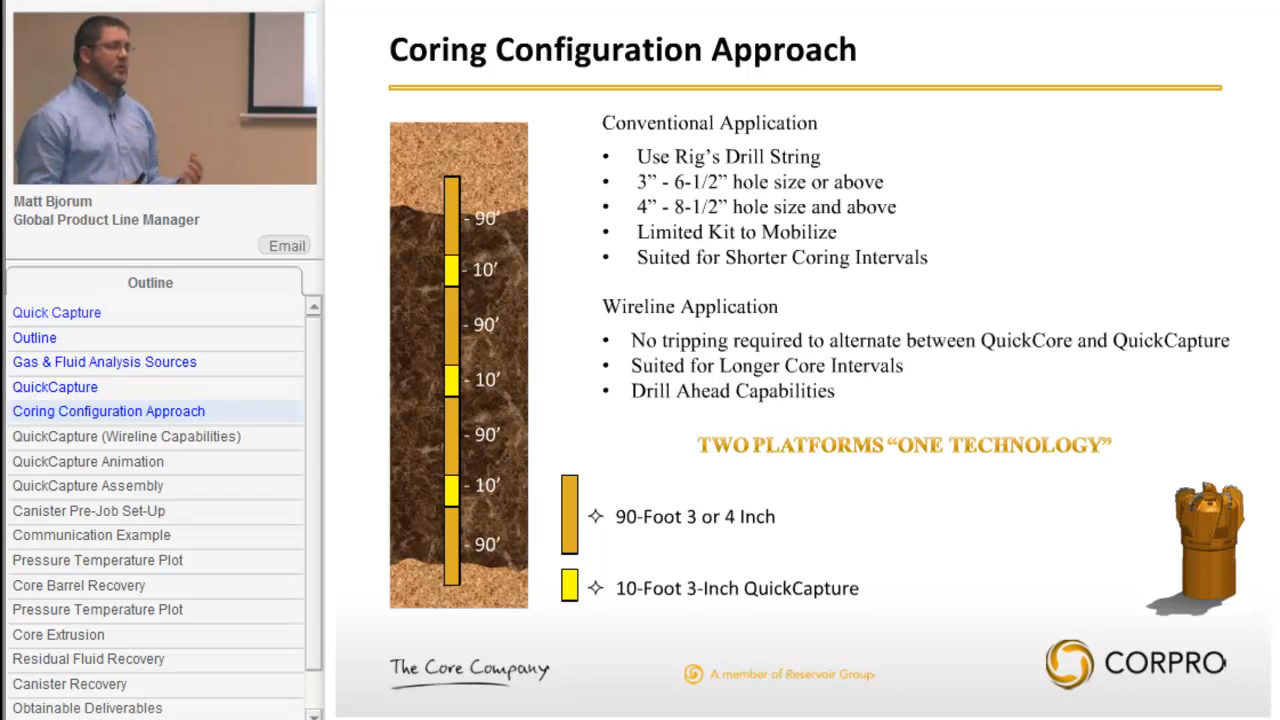 Matt Bjorum
Global Product Line Manager
Email
Outline
Quick Capture
Outline
Gas & Fluid Analysis Sources
QuickCapture
Coring Configuration Approach
QuickCapture (Wireline Capabilities)
QuickCapture Animation
QuickCapture Assembly
Canister Pre-Job Set-Up
Communication Example
Pressure Temperature Plot
Core Barrel Recovery
Pressure Temperature Plot
Core Extrusion
Residual Fluid Recovery
Canister Recovery
Obtainable Deliverables
Coring Configuration Approach
- 90’
- 10’
- 90’
- 10’
- 90’
- 10’
- 90’
Conventional Application
• Use Rig’s Drill String
• 3” - 6-1/2” hole size or above
• 4” - 8-1/2” hole size and above
• Limited Kit to Mobilize
• Suited for Shorter Coring Intervals
Wireline Application
• No tripping required to alternate between QuickCore and QuickCapture
• Suited for Longer Core Intervals
• Drill Ahead Capabilities
TWO PLATFORMS “ONE TECHNOLOGY”
90-Foot 3 or 4 Inch
10-Foot 3-Inch QuickCapture
The Core Company
A member of Reservoir Group
CORPRO